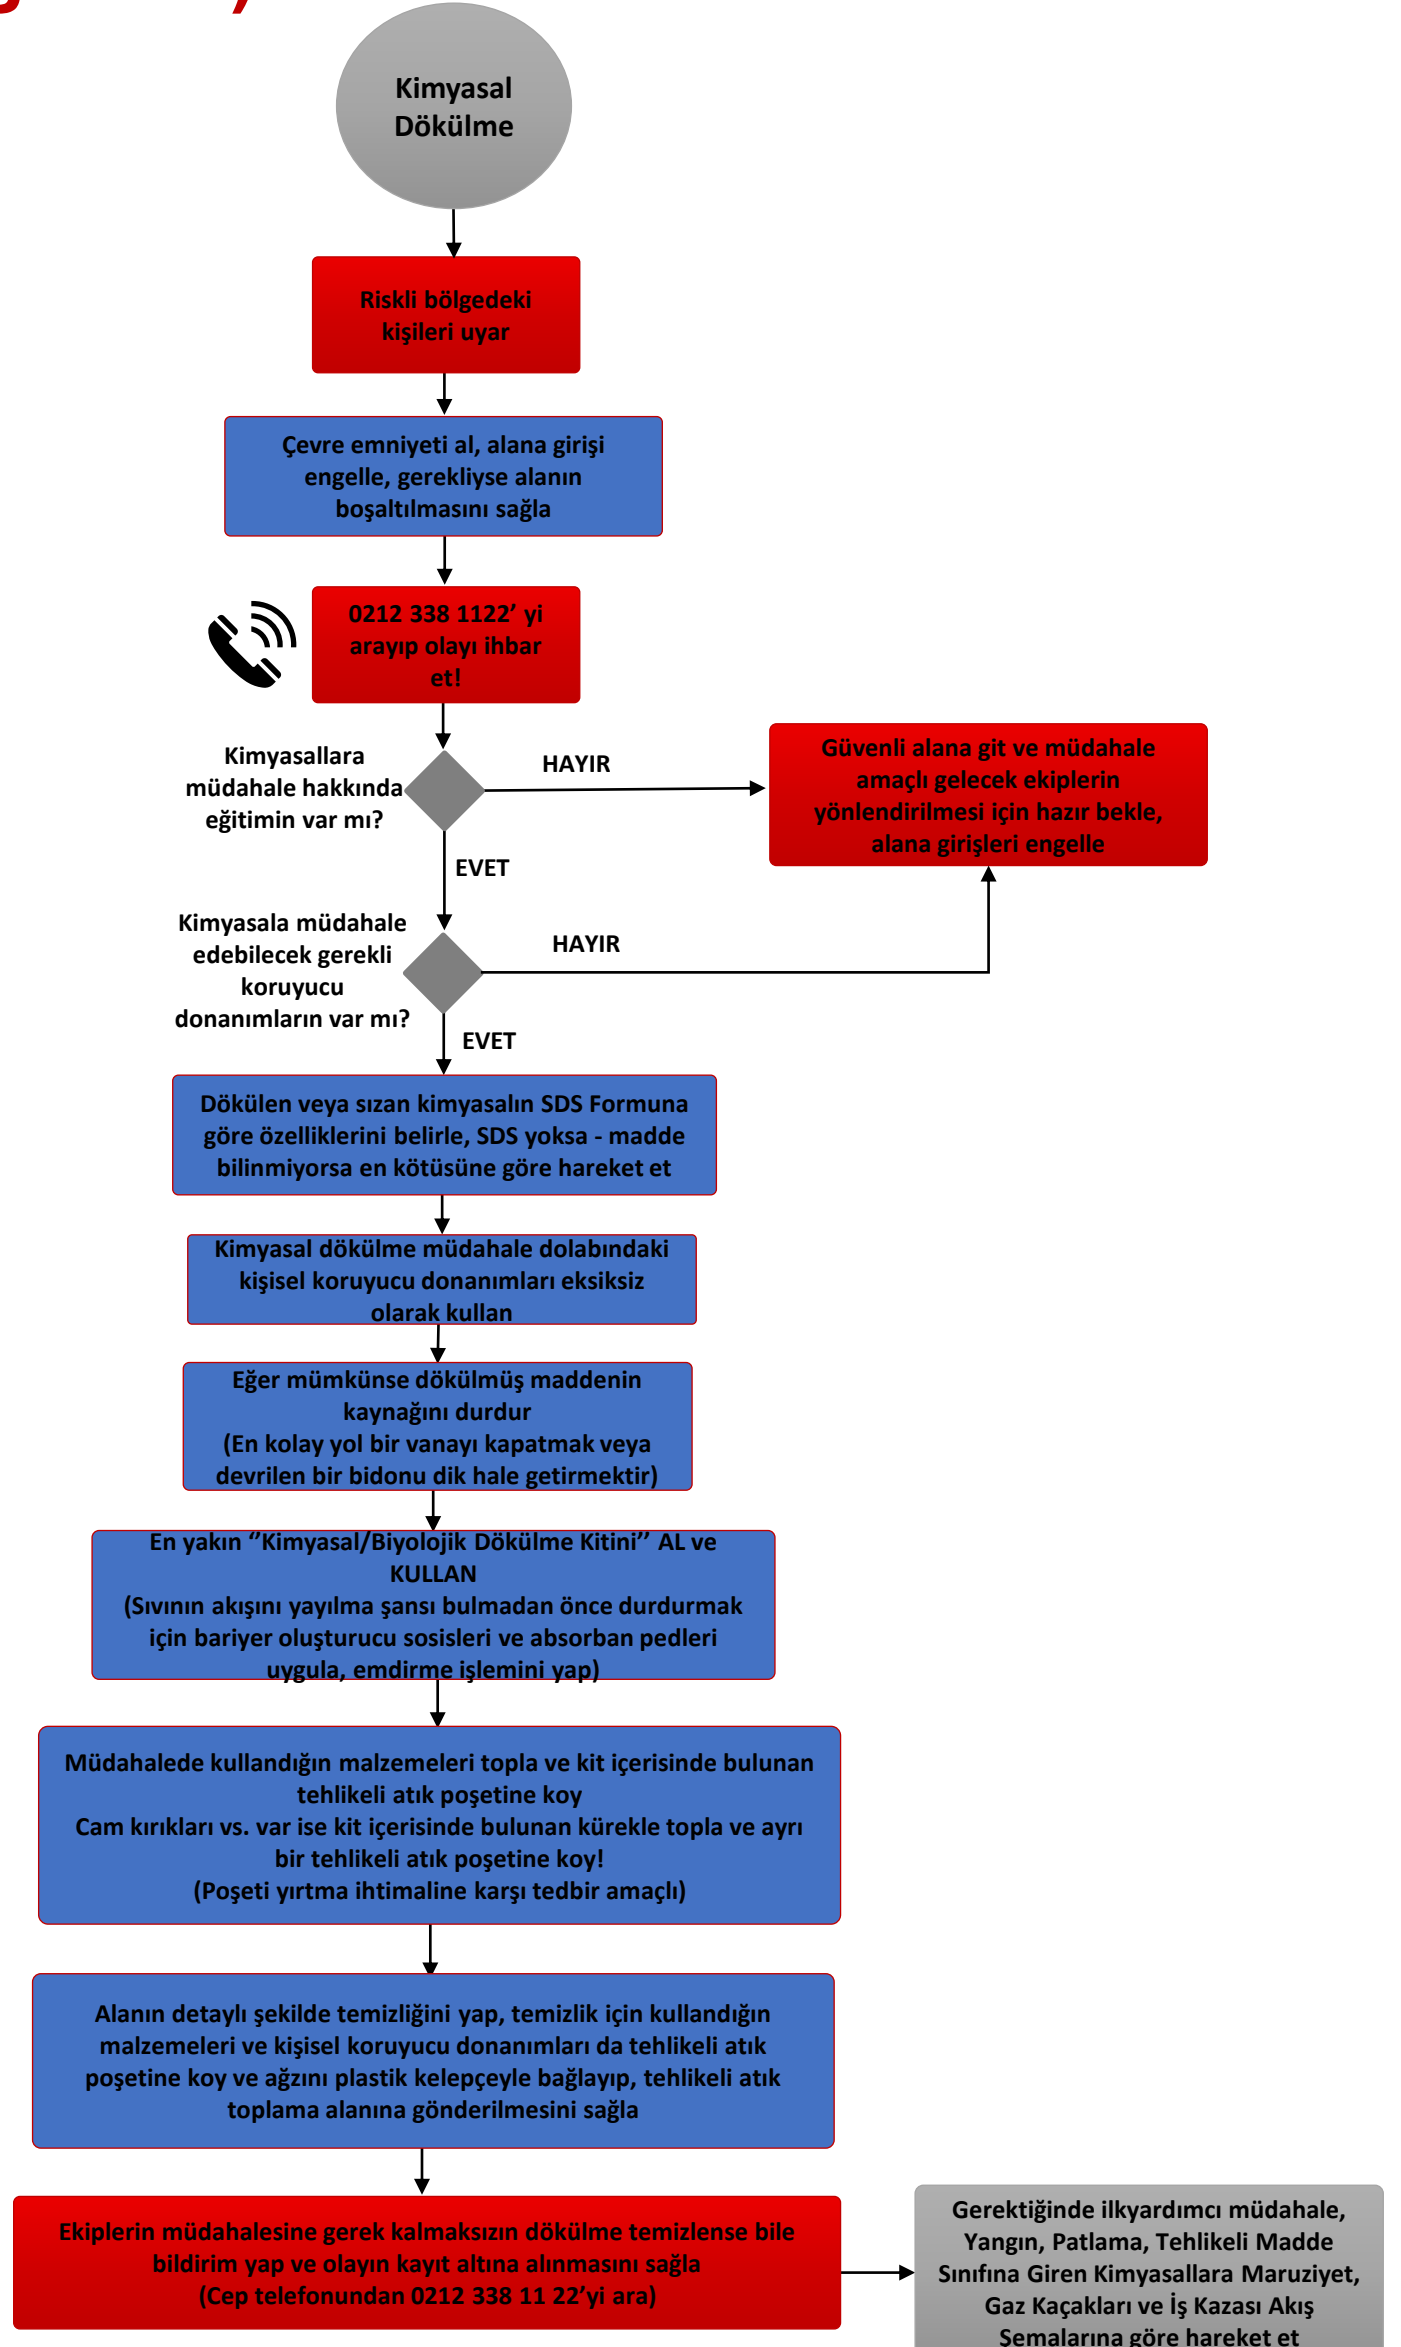 Kimyasal
Dökülme
Riskli bölgedeki
kişileri uyar
Çevre emniyeti al, alana girişi
engelle, gerekliyse alanın
boşaltılmasını sağla
0212 338 1122’ yi
arayıp olayı ihbar
et!
Kimyasallara
müdahale hakkında
eğitimin var mı?
HAYIR
Güvenli alana git ve müdahale
amaçlı gelecek ekiplerin
yönlendirilmesi için hazır bekle,
alana girişleri engelle
EVET
Kimyasala müdahale
edebilecek gerekli
koruyucu
donanımların var mı?
HAYIR
EVET
Dökülen veya sızan kimyasalın SDS Formuna
göre özelliklerini belirle, SDS yoksa - madde
bilinmiyorsa en kötüsüne göre hareket et
Kimyasal dökülme müdahale dolabındaki
kişisel koruyucu donanımları eksiksiz
olarak kullan
Eğer mümkünse dökülmüş maddenin
kaynağını durdur
(En kolay yol bir vanayı kapatmak veya
devrilen bir bidonu dik hale getirmektir)
En yakın ‘’Kimyasal/Biyolojik Dökülme Kitini’’ AL ve
KULLAN
(Sıvının akışını yayılma şansı bulmadan önce durdurmak
için bariyer oluşturucu sosisleri ve absorban pedleri
uygula, emdirme işlemini yap)
Müdahalede kullandığın malzemeleri topla ve kit içerisinde bulunan
tehlikeli atık poşetine koy
Cam kırıkları vs. var ise kit içerisinde bulunan kürekle topla ve ayrı
bir tehlikeli atık poşetine koy!
(Poşeti yırtma ihtimaline karşı tedbir amaçlı)
Alanın detaylı şekilde temizliğini yap, temizlik için kullandığın
malzemeleri ve kişisel koruyucu donanımları da tehlikeli atık
poşetine koy ve ağzını plastik kelepçeyle bağlayıp, tehlikeli atık
toplama alanına gönderilmesini sağla
Ekiplerin müdahalesine gerek kalmaksızın dökülme temizlense bile
bildirim yap ve olayın kayıt altına alınmasını sağla
(Cep telefonundan 0212 338 11 22’yi ara)
Gerektiğinde ilkyardımcı müdahale,
Yangın, Patlama, Tehlikeli Madde
Sınıfına Giren Kimyasallara Maruziyet,
Gaz Kaçakları ve İş Kazası Akış
Şemalarına göre hareket et